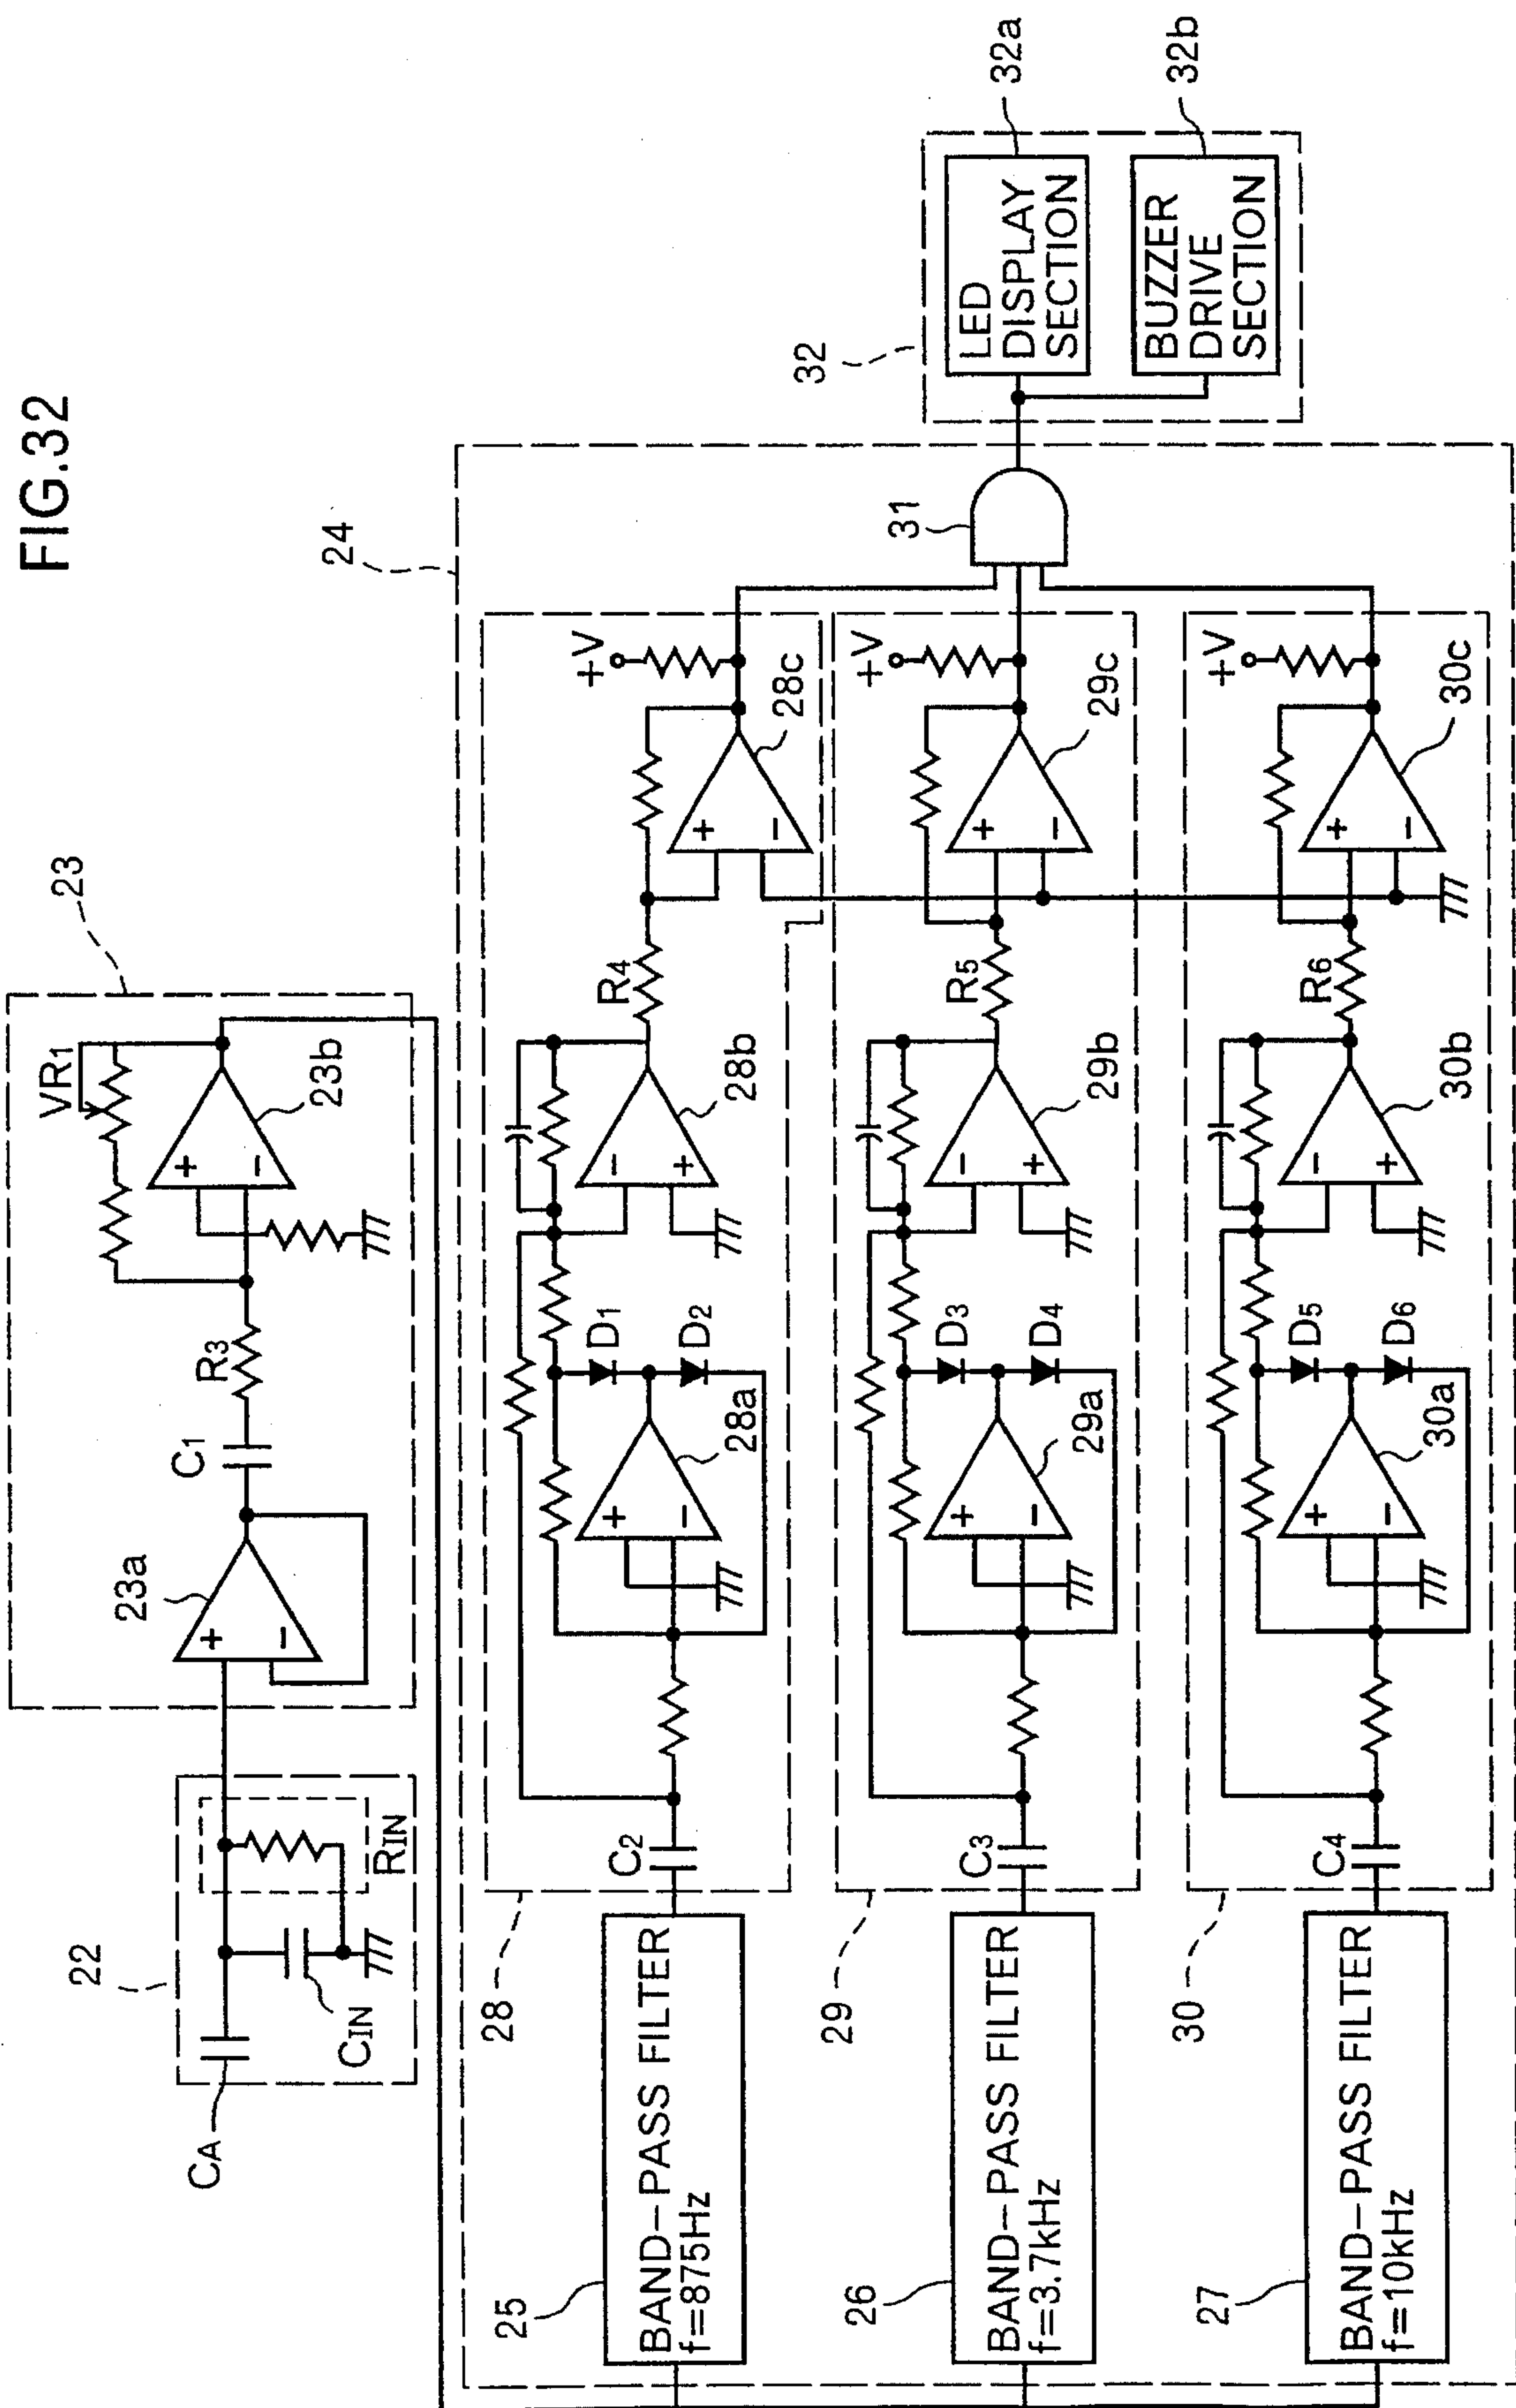 FIG.32
22
CA
CIN
RIN
23
23a
+
−
C1
R3
VR1
+
−
23b
24
25
BAND-PASS FILTER
f=875Hz
28
C2
+
−
28a
D1
D2
−
+
28b
R4
+
−
28c
+V
26
BAND-PASS FILTER
f=3.7kHz
29
C3
+
−
29a
D3
D4
−
+
29b
R5
+
−
29c
+V
27
BAND-PASS FILTER
f=10kHz
30
C4
+
−
30a
D5
D6
−
+
30b
R6
+
−
30c
+V
31
32
LED
DISPLAY
SECTION
32a
BUZZER
DRIVE
SECTION
32b